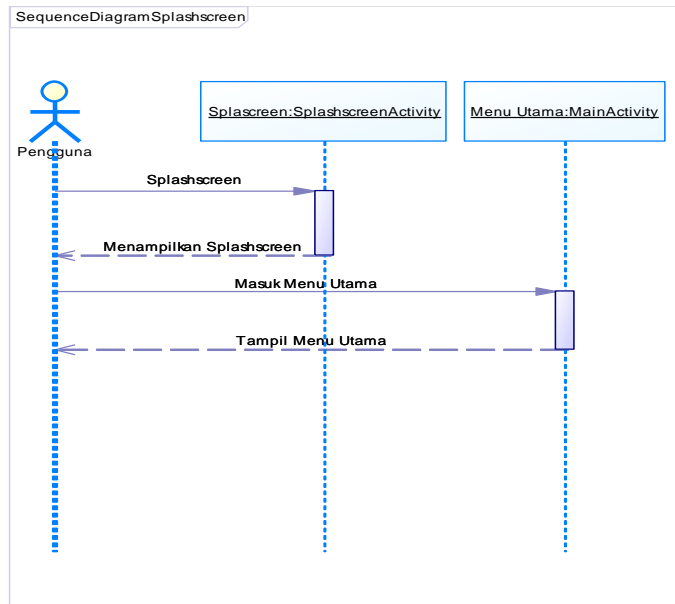 SequenceDiagramSplashscreen
Splascreen:SplashscreenActivity
Menu Utama:MainActivity
Pengguna
Splashscreen
Menampilkan Splashscreen
Masuk Menu Utama
Tampil Menu Utama